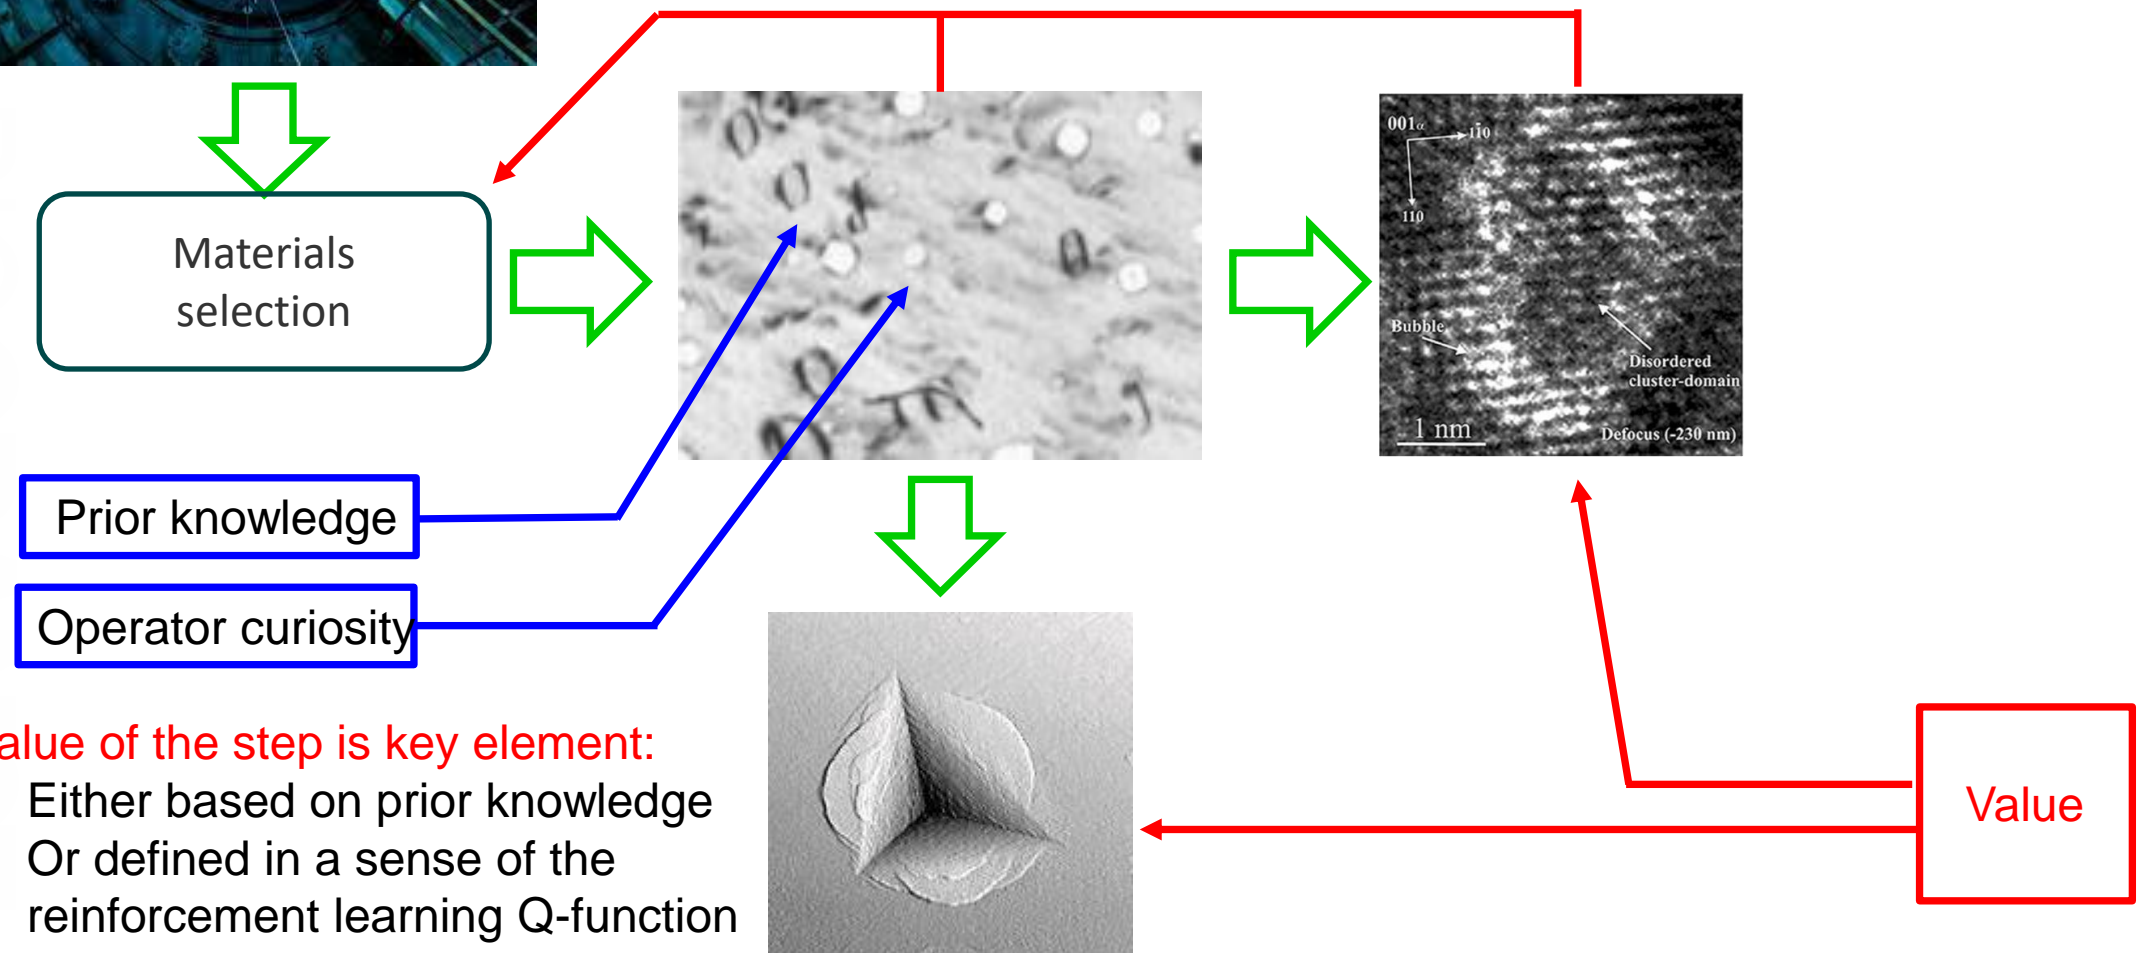 Materials
selection
001α
1̄10
110
Bubble
Disordered
cluster-domain
1 nm
Defocus (-230 nm)
Prior knowledge
Operator curiosity
alue of the step is key element:
Either based on prior knowledge
Or defined in a sense of the
reinforcement learning Q-function
Value